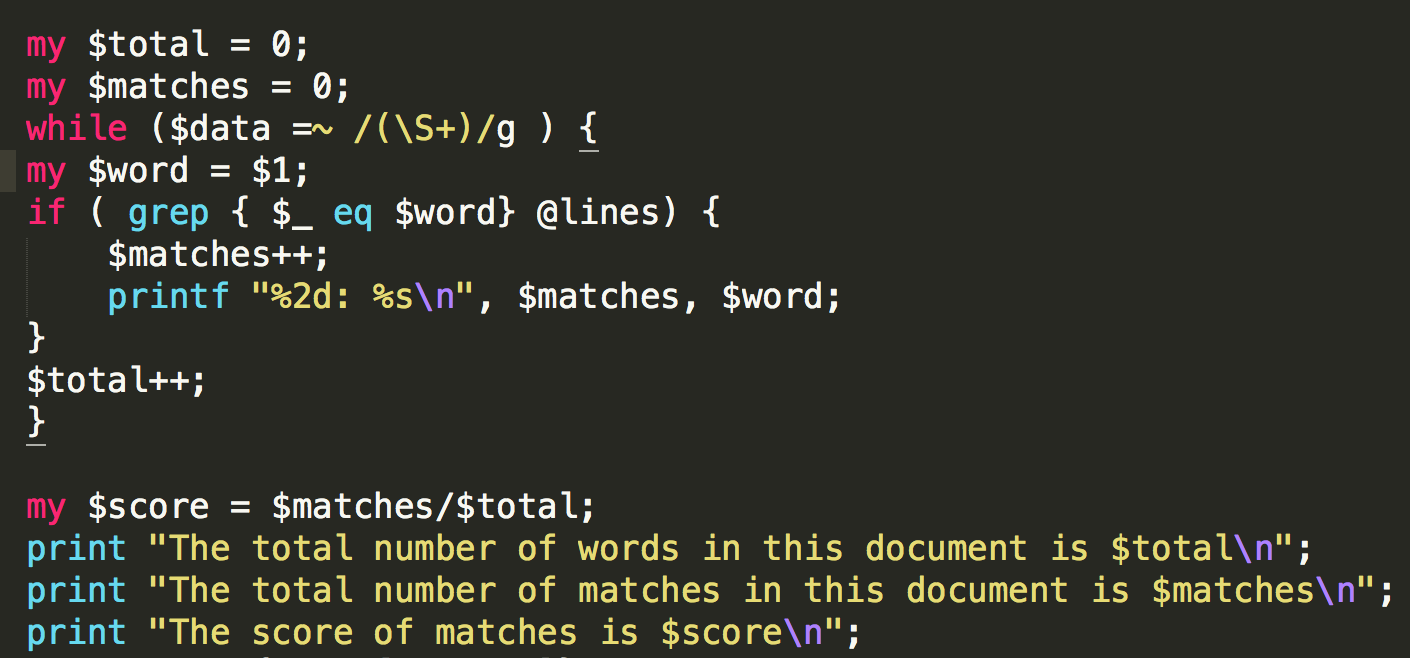 my $total = 0;
my $matches = 0;
while ($data =~ /(\S+)/g ) {
my $word = $1;
if ( grep { $_ eq $word} @lines) {
    $matches++;
    printf "%2d: %s\n", $matches, $word;
}
$total++;
}

my $score = $matches/$total;
print "The total number of words in this document is $total\n";
print "The total number of matches in this document is $matches\n";
print "The score of matches is $score\n";